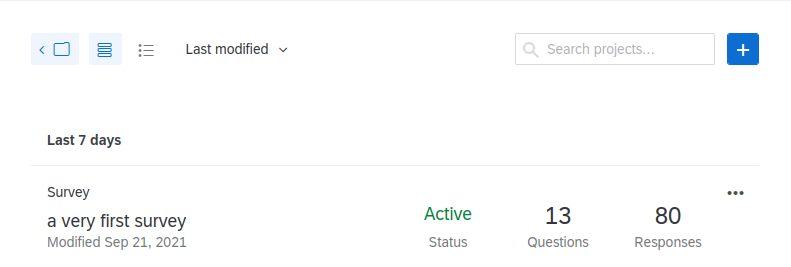 Last modified
Search projects...
Last 7 days
Survey
a very first survey
Modified Sep 21, 2021
Active
Status
13
Questions
80
Responses